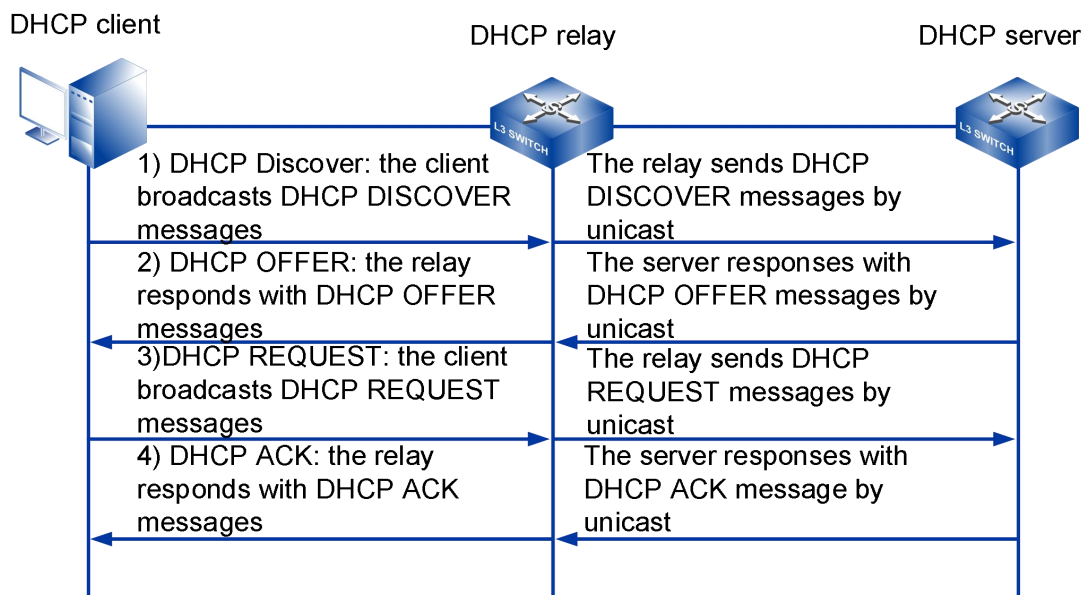 DHCP client
DHCP relay
DHCP server
L3 SWITCH
L3 SWITCH
1) DHCP Discover: the client
broadcasts DHCP DISCOVER
messages
The relay sends DHCP
DISCOVER messages by
unicast
2) DHCP OFFER: the relay
responds with DHCP OFFER
messages
The server responses with
DHCP OFFER messages by
unicast
3)DHCP REQUEST: the client
broadcasts DHCP REQUEST
messages
The relay sends DHCP
REQUEST messages by
unicast
4) DHCP ACK: the relay
responds with DHCP ACK
messages
The server responses with
DHCP ACK message by
unicast